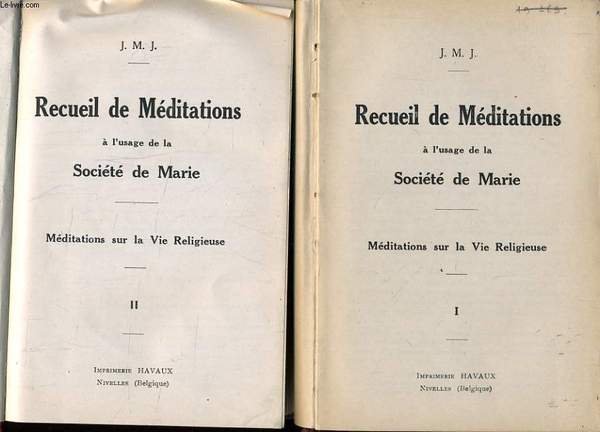 Le-livre.com
J. M. J.
Recueil de Méditations
à l'usage de la
Société de Marie
Méditations sur la Vie Religieuse
II
Imprimerie HAVAUX
Nivelles (Belgique)
J. M. J.
Recueil de Méditations
à l'usage de la
Société de Marie
Méditations sur la Vie Religieuse
I
Imprimerie HAVAUX
Nivelles (Belgique)